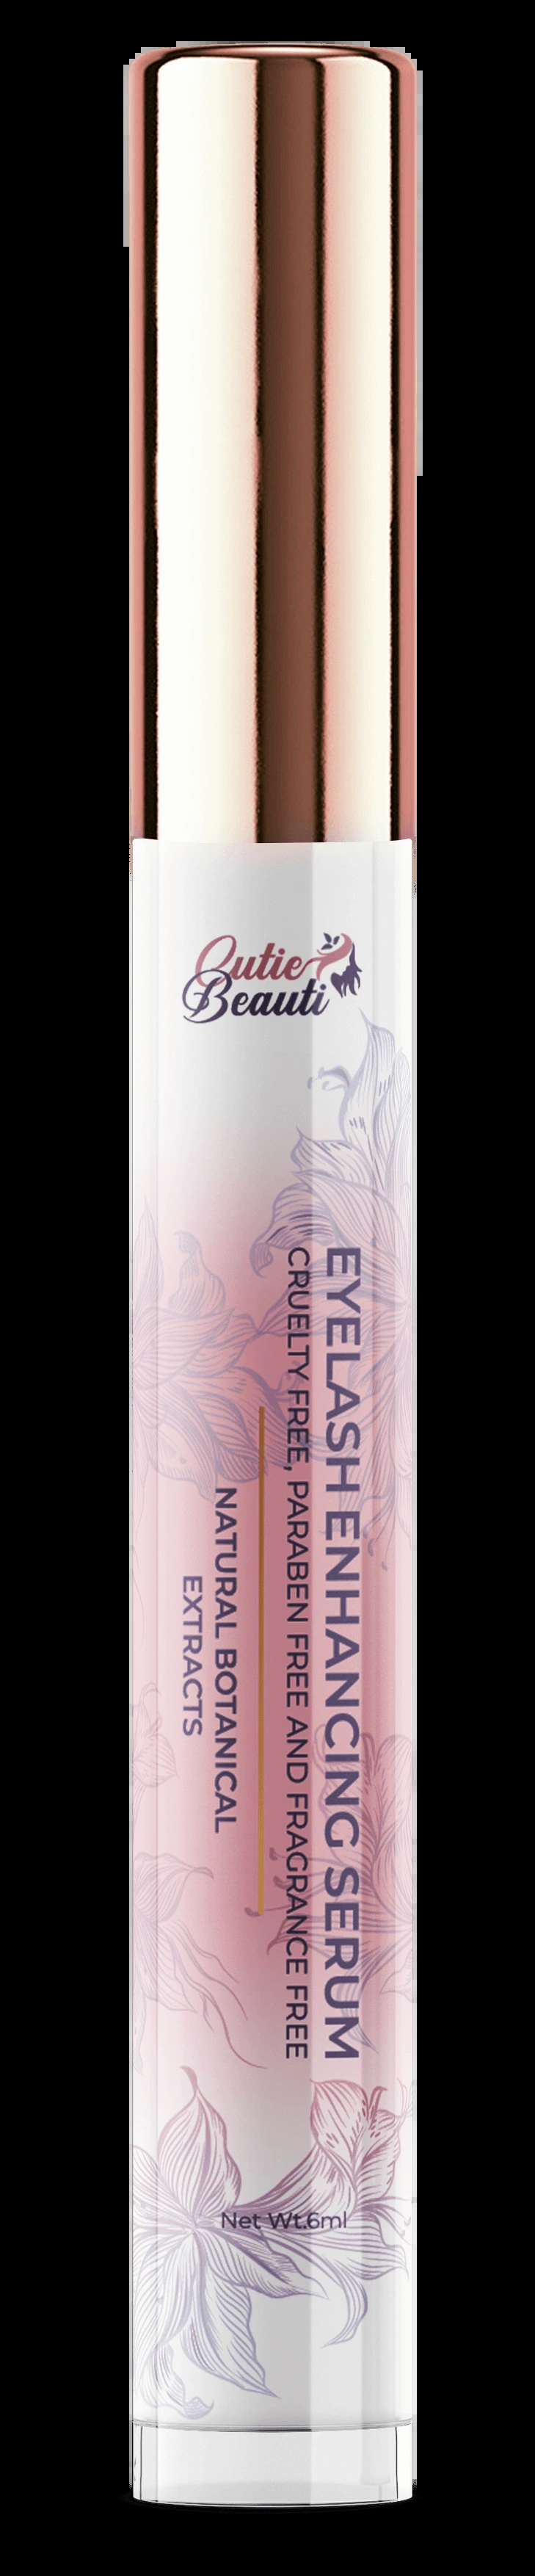 Cutie
Beauti
EYELASH ENHANCING SERUM
CRUELTY FREE, PARABEN FREE AND FRAGRANCE FREE
NATURAL BOTANICAL
EXTRACTS
Net Wt.6ml